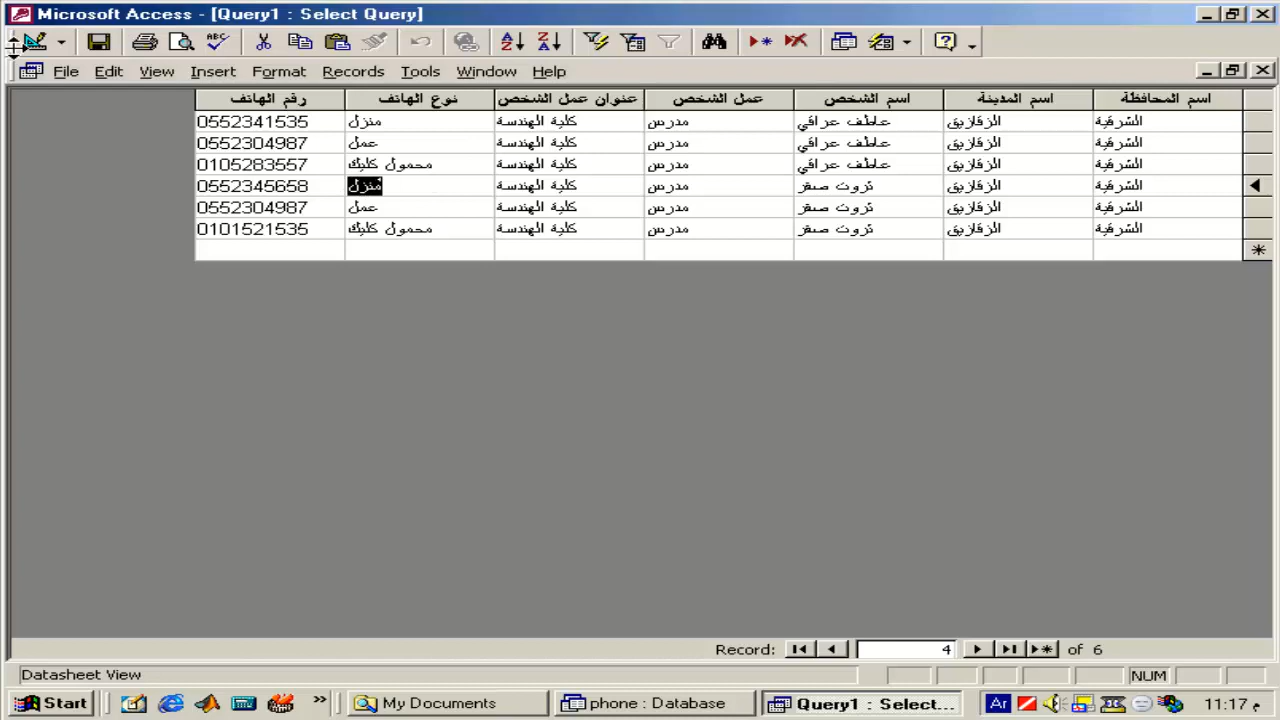 Microsoft Access - [Query1 : Select Query]
File Edit View Insert Format Records Tools Window Help
اسم المحافظة اسم المدينة اسم الشخص عمل الشخص عنوان عمل الشخص نوع الهاتف رقم الهاتف
الشرقية الزقازيق عاطف عراقي مدرس كلية الهندسة منزل 0552341535
الشرقية الزقازيق عاطف عراقي مدرس كلية الهندسة عمل 0552304987
الشرقية الزقازيق عاطف عراقي مدرس كلية الهندسة محمول كليك 0105283557
الشرقية الزقازيق ثروت صقر مدرس كلية الهندسة منزل 0552345658
الشرقية الزقازيق ثروت صقر مدرس كلية الهندسة عمل 0552304987
الشرقية الزقازيق ثروت صقر مدرس كلية الهندسة محمول كليك 0101521535
Record: 4 of 6
Datasheet View NUM
Start My Documents phone : Database Query1 : Select... Ar 11:17 م